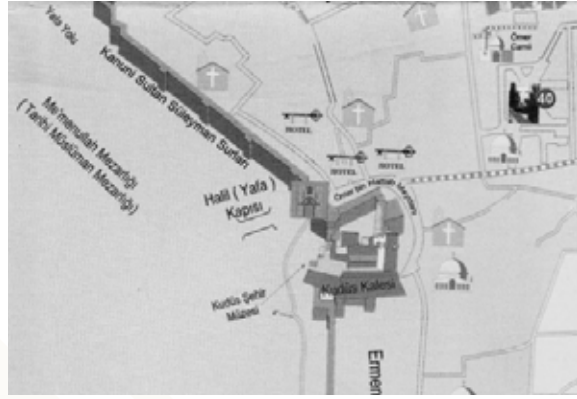 Yafa Yolu
Kanuni Sultan Süleyman Surları
Me'menullah Mezarlığı
( Tarihi Müslüman Mezarlığı)
Ömer
Camii
10
HOTEL
HOTEL
HOTEL
Halil ( Yafa )
Kapısı
Ömer bin Hattab Meydanı
Kudüs Kalesi
Kudüs Şehir
Müzesi
Ermen